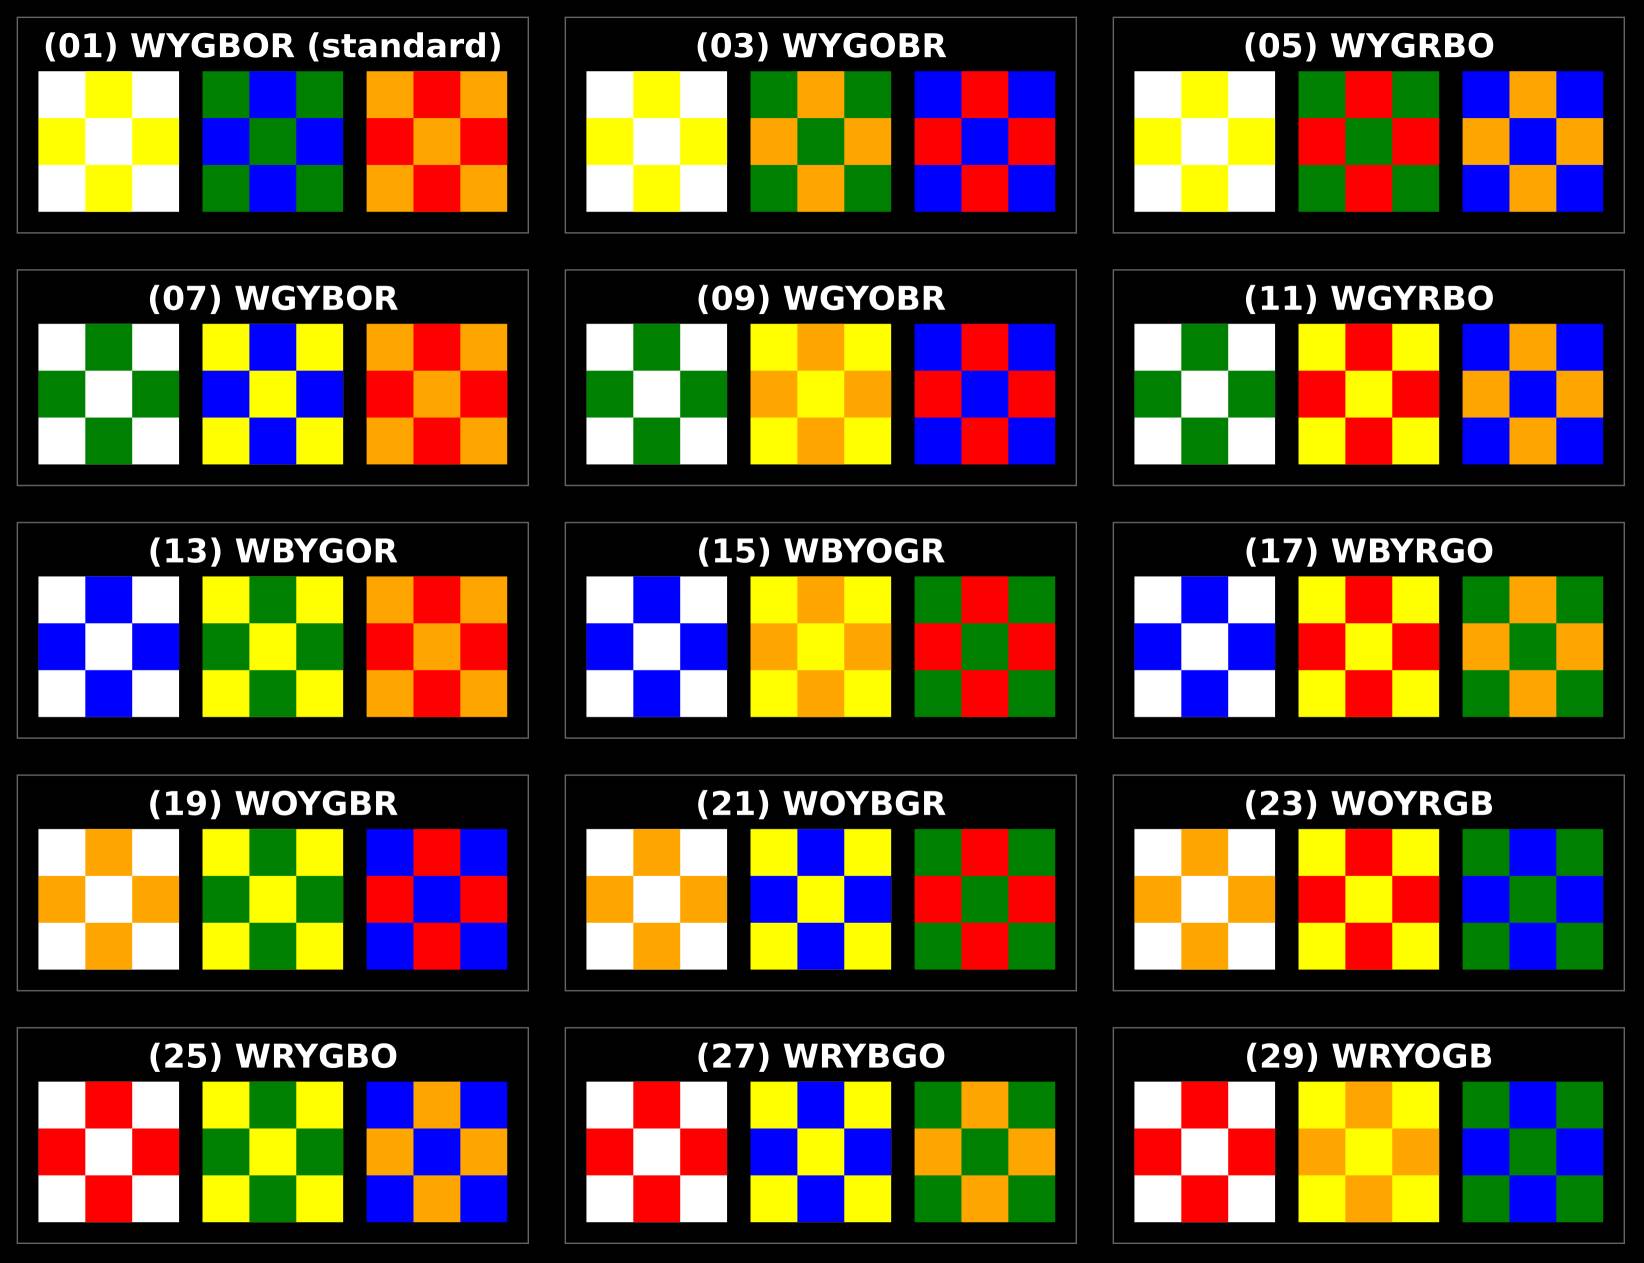 (01) WYGBOR (standard)
(03) WYGOBR
(05) WYGRBO
(07) WGYBOR
(09) WGYOBR
(11) WGYRBO
(13) WBYGOR
(15) WBYOGR
(17) WBYRGO
(19) WOYGBR
(21) WOYBGR
(23) WOYRGB
(25) WRYGBO
(27) WRYBGO
(29) WRYOGB